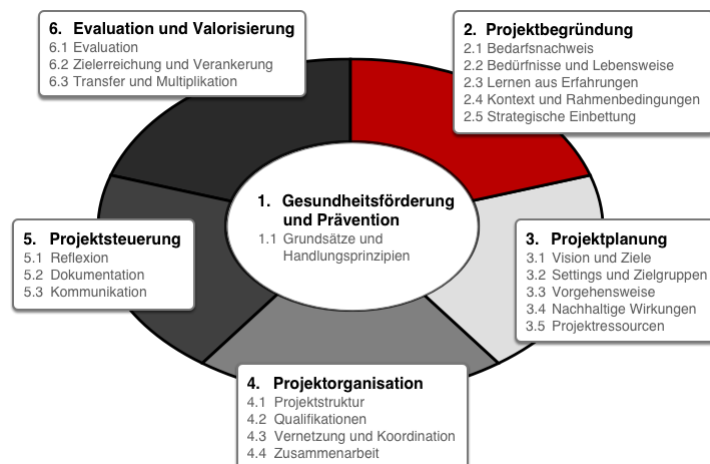 6. Evaluation und Valorisierung
6.1 Evaluation
6.2 Zielerreichung und Verankerung
6.3 Transfer und Multiplikation
2. Projektbegründung
2.1 Bedarfsnachweis
2.2 Bedürfnisse und Lebensweise
2.3 Lernen aus Erfahrungen
2.4 Kontext und Rahmenbedingungen
2.5 Strategische Einbettung
1. Gesundheitsförderung
und Prävention
1.1 Grundsätze und
Handlungsprinzipien
5. Projektsteuerung
5.1 Reflexion
5.2 Dokumentation
5.3 Kommunikation
3. Projektplanung
3.1 Vision und Ziele
3.2 Settings und Zielgruppen
3.3 Vorgehensweise
3.4 Nachhaltige Wirkungen
3.5 Projektressourcen
4. Projektorganisation
4.1 Projektstruktur
4.2 Qualifikationen
4.3 Vernetzung und Koordination
4.4 Zusammenarbeit